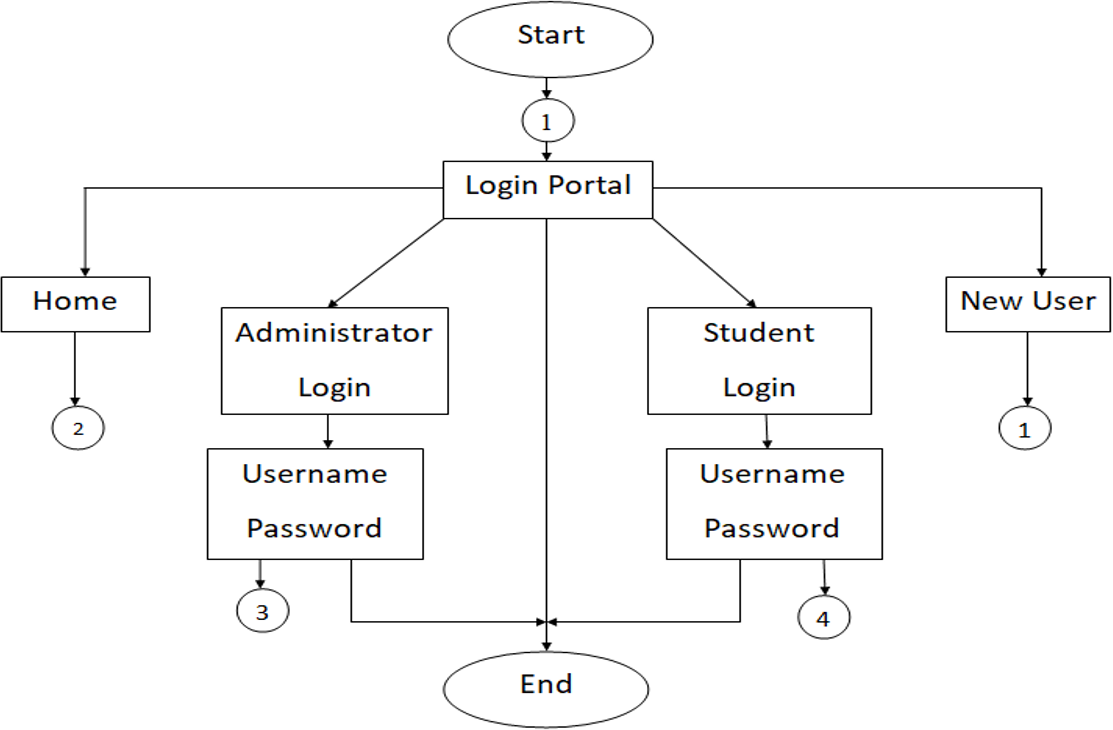 Start
1
Login Portal
Home
New User
Administrator
Login
Student
Login
2
1
Username
Password
Username
Password
3
4
End